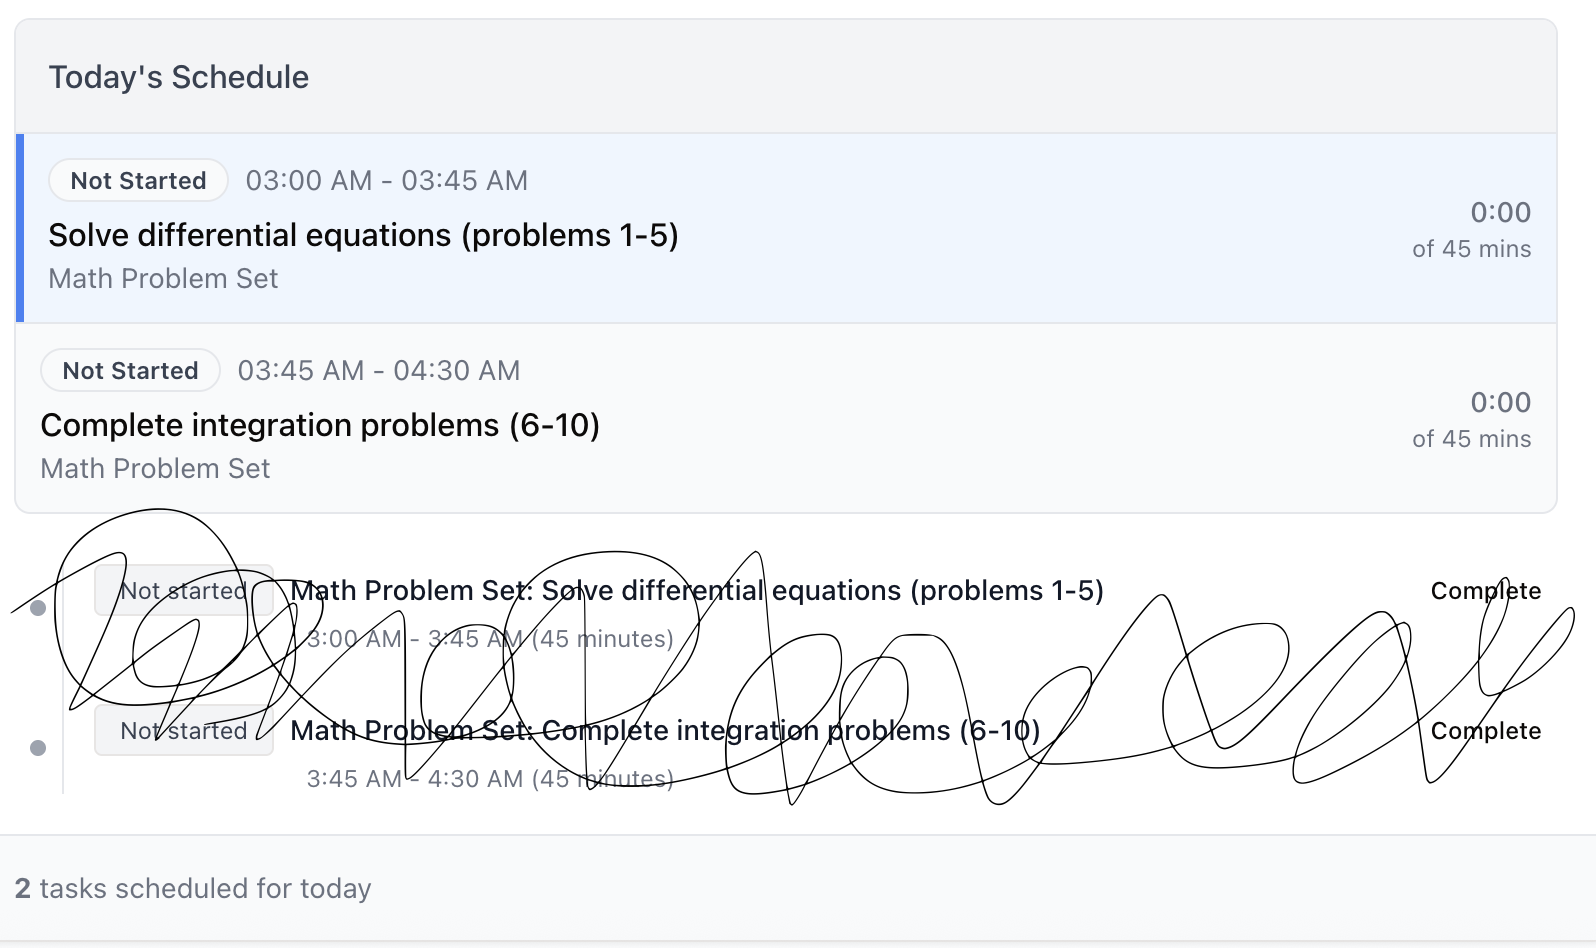 Today's Schedule
Not Started 03:00 AM - 03:45 AM
Solve differential equations (problems 1-5)
Math Problem Set
0:00
of 45 mins
Not Started 03:45 AM - 04:30 AM
Complete integration problems (6-10)
Math Problem Set
0:00
of 45 mins
Not started Math Problem Set: Solve differential equations (problems 1-5) Complete
3:00 AM - 3:45 AM (45 minutes)
Not started Math Problem Set: Complete integration problems (6-10) Complete
3:45 AM - 4:30 AM (45 minutes)
2 tasks scheduled for today